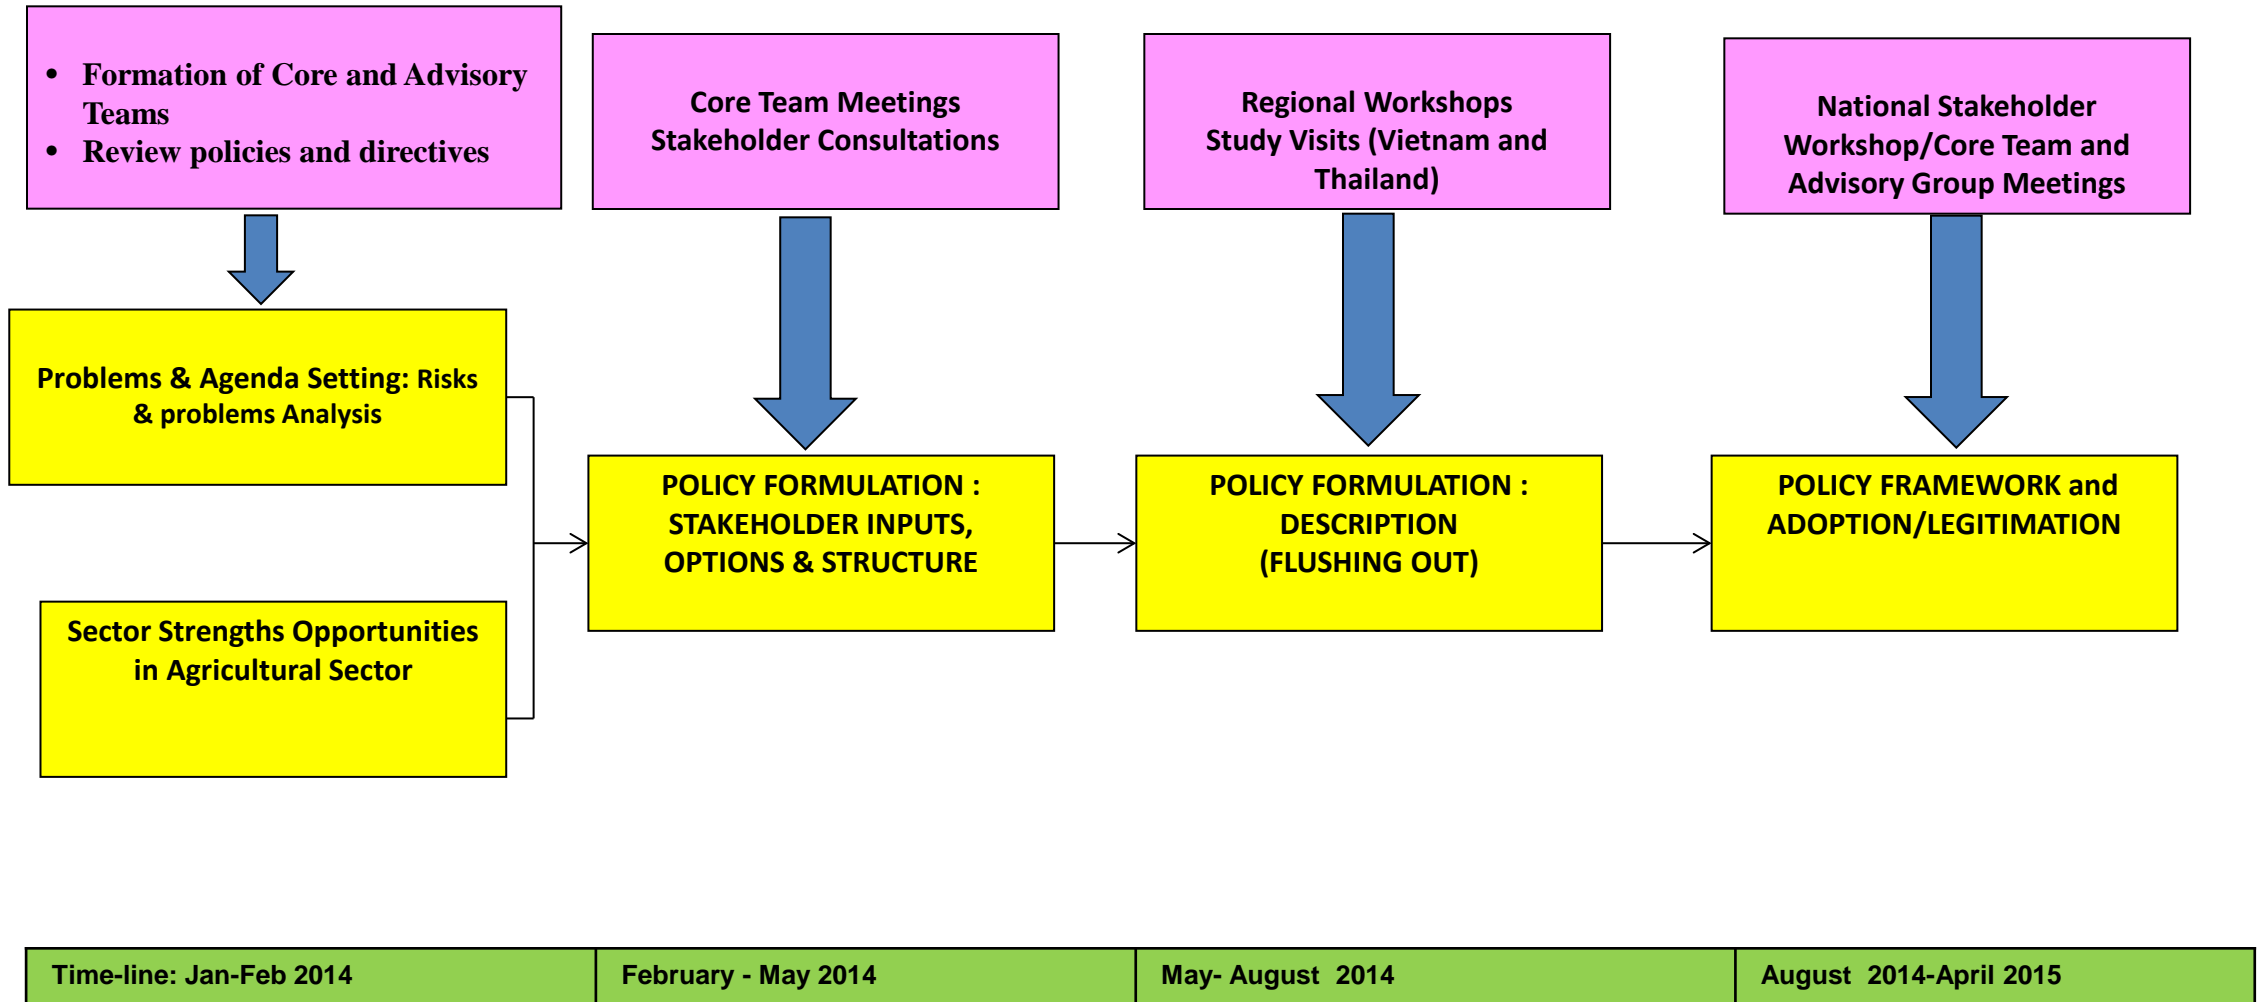 • Formation of Core and Advisory
Teams
• Review policies and directives
Core Team Meetings
Stakeholder Consultations
Regional Workshops
Study Visits (Vietnam and
Thailand)
National Stakeholder
Workshop/Core Team and
Advisory Group Meetings
Problems & Agenda Setting: Risks
& problems Analysis
Sector Strengths Opportunities
in Agricultural Sector
POLICY FORMULATION :
STAKEHOLDER INPUTS,
OPTIONS & STRUCTURE
POLICY FORMULATION :
DESCRIPTION
(FLUSHING OUT)
POLICY FRAMEWORK and
ADOPTION/LEGITIMATION
Time-line: Jan-Feb 2014
February - May 2014
May- August  2014
August  2014-April 2015